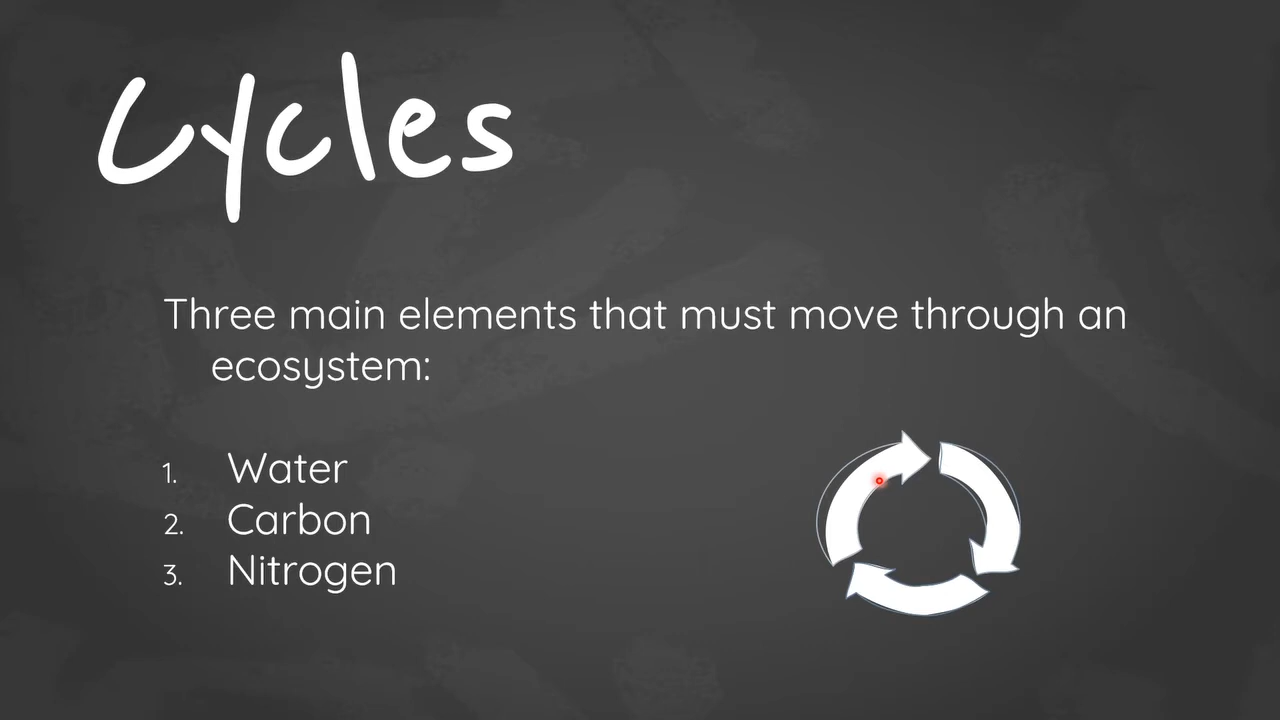 Cycles
Three main elements that must move through an
ecosystem:
1. Water
2. Carbon
3. Nitrogen